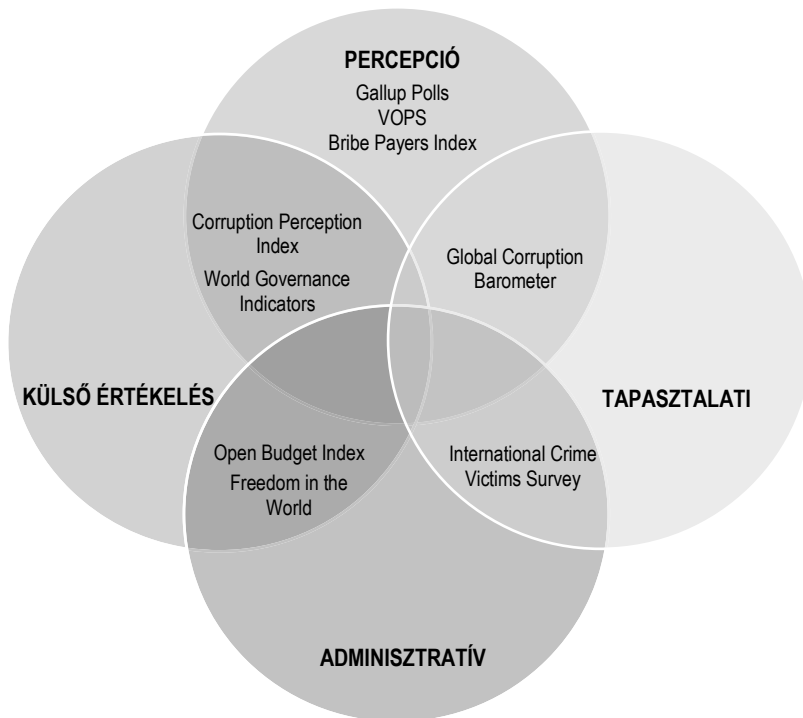 PERCEPCIÓ
Gallup Polls
VOPS
Bribe Payers Index
Corruption Perception
Index
World Governance
Indicators
Global Corruption
Barometer
KÜLSŐ ÉRTÉKELÉS
TAPASZTALATI
Open Budget Index
Freedom in the
World
International Crime
Victims Survey
ADMINISZTRATÍV